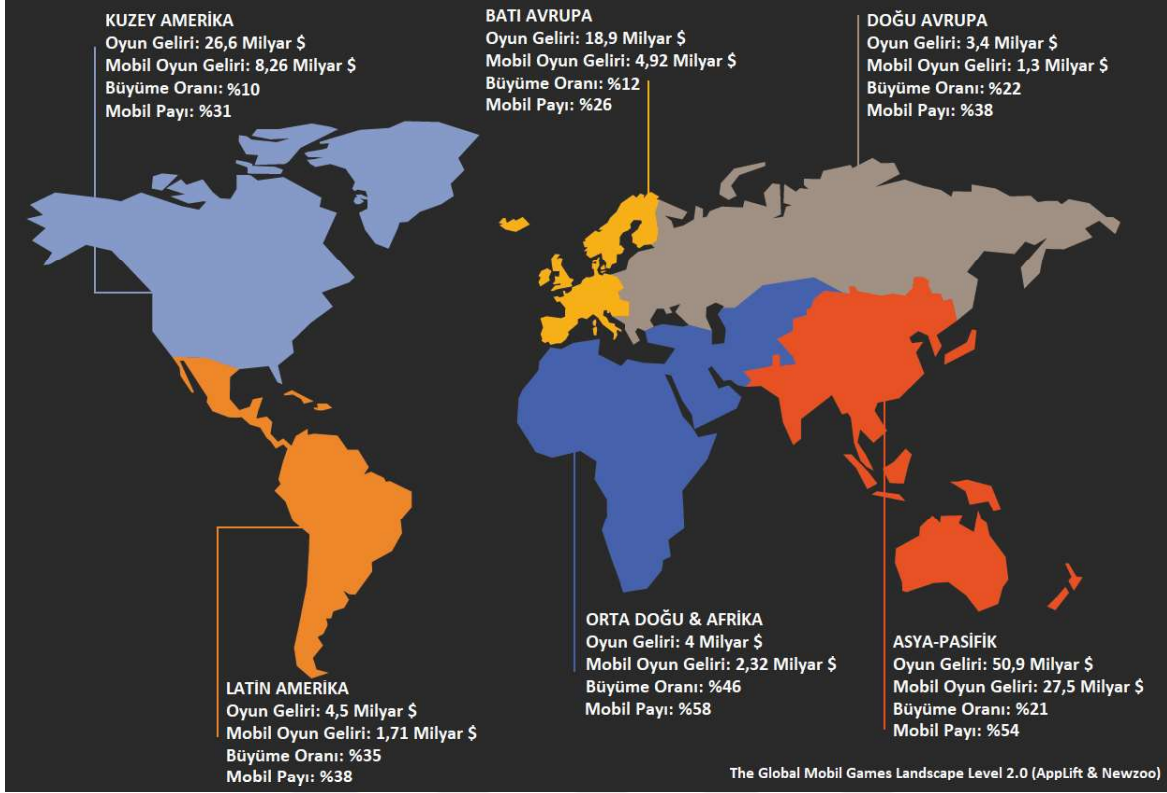 KUZEY AMERİKA
Oyun Geliri: 26,6 Milyar $
Mobil Oyun Geliri: 8,26 Milyar $
Büyüme Oranı: %10
Mobil Payı: %31
BATI AVRUPA
Oyun Geliri: 18,9 Milyar $
Mobil Oyun Geliri: 4,92 Milyar $
Büyüme Oranı: %12
Mobil Payı: %26
DOĞU AVRUPA
Oyun Geliri: 3,4 Milyar $
Mobil Oyun Geliri: 1,3 Milyar $
Büyüme Oranı: %22
Mobil Payı: %38
LATİN AMERİKA
Oyun Geliri: 4,5 Milyar $
Mobil Oyun Geliri: 1,71 Milyar $
Büyüme Oranı: %35
Mobil Payı: %38
ORTA DOĞU & AFRİKA
Oyun Geliri: 4 Milyar $
Mobil Oyun Geliri: 2,32 Milyar $
Büyüme Oranı: %46
Mobil Payı: %58
ASYA-PASİFİK
Oyun Geliri: 50,9 Milyar $
Mobil Oyun Geliri: 27,5 Milyar $
Büyüme Oranı: %21
Mobil Payı: %54
The Global Mobil Games Landscape Level 2.0 (AppLift & Newzoo)